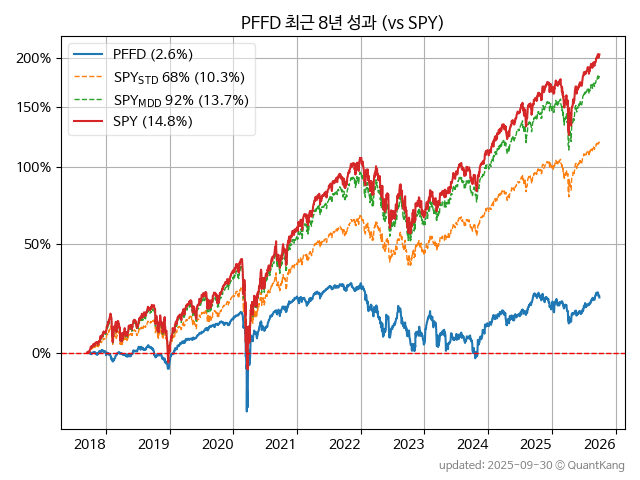 PFFD 최근 8년 성과 (vs SPY)
PFFD (2.6%)
SPY_STD 68% (10.3%)
SPY_MDD 92% (13.7%)
SPY (14.8%)
200%
150%
100%
50%
0%
2018 2019 2020 2021 2022 2023 2024 2025 2026
updated: 2025-09-30 © QuantKang